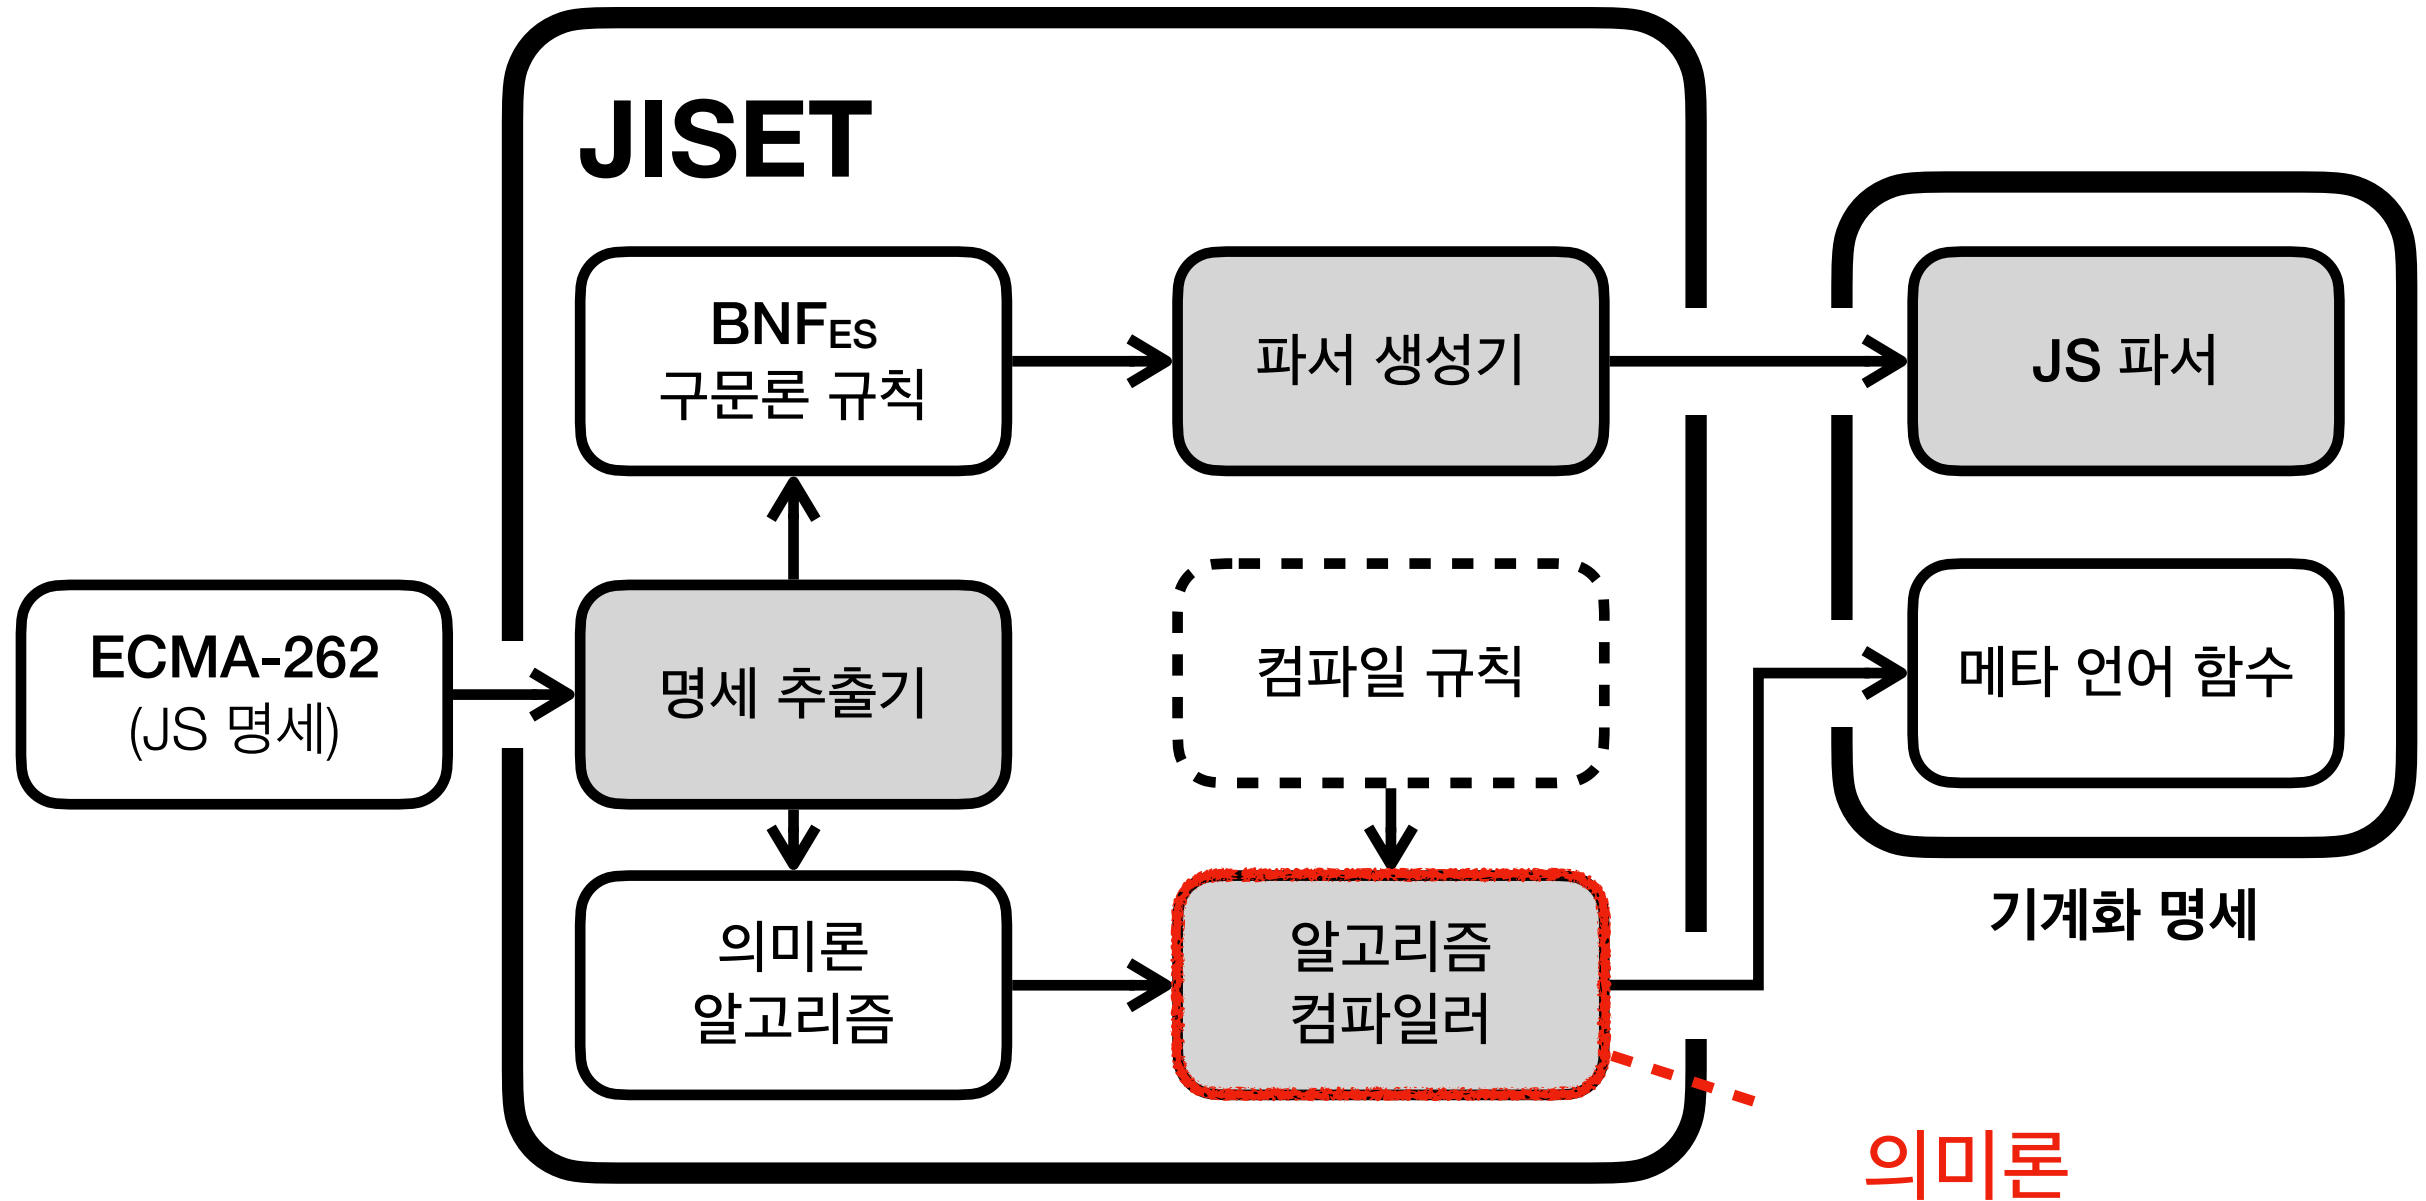 JISET
BNFES
구문론 규칙
파서 생성기
JS 파서
ECMA-262
(JS 명세)
명세 추출기
컴파일 규칙
메타 언어 함수
기계화 명세
의미론
알고리즘
알고리즘
컴파일러
의미론